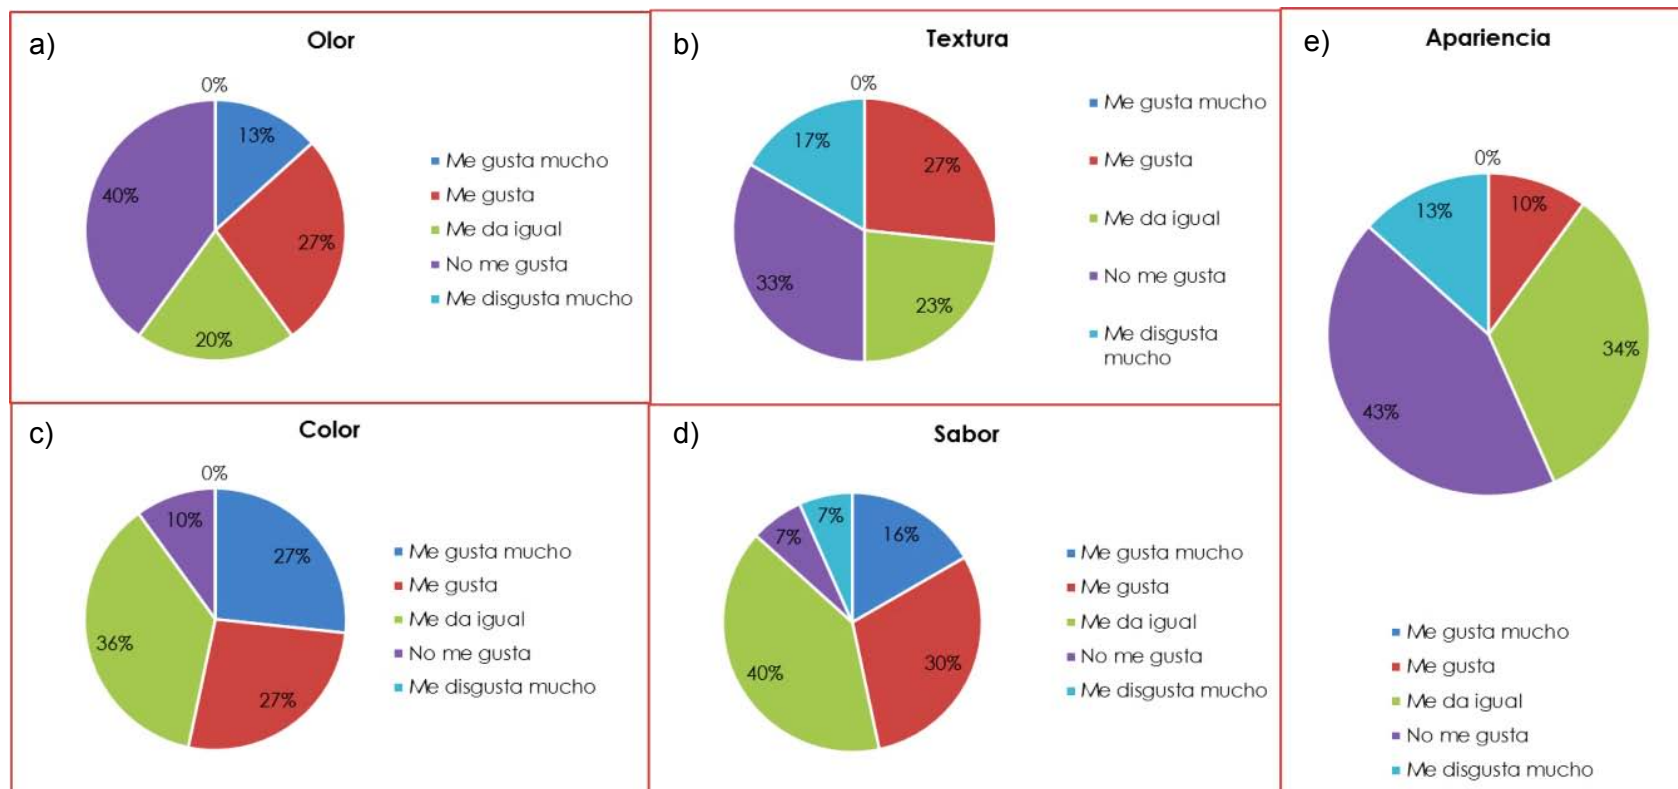 a)
Olor
0%
13%
27%
20%
40%
Me gusta mucho
Me gusta
Me da igual
No me gusta
Me disgusta mucho
b)
Textura
0%
27%
23%
33%
17%
Me gusta mucho
Me gusta
Me da igual
No me gusta
Me disgusta
mucho
c)
Color
0%
27%
27%
36%
10%
Me gusta mucho
Me gusta
Me da igual
No me gusta
Me disgusta mucho
d)
Sabor
16%
30%
40%
7%
7%
Me gusta mucho
Me gusta
Me da igual
No me gusta
Me disgusta mucho
e)
Apariencia
0%
10%
34%
43%
13%
Me gusta mucho
Me gusta
Me da igual
No me gusta
Me disgusta mucho